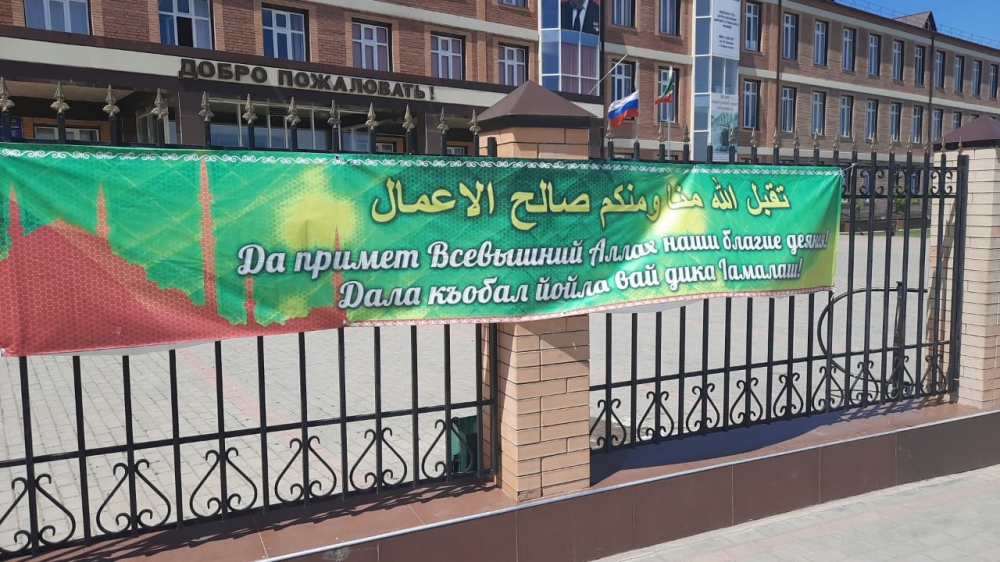 ДОБРО ПОЖАЛОВАТЬ!
تقبل الله منا ومنكم صالح الاعمال
Да примет Всевышний Аллах наши благие деяния!
Дала къобал йойла вай дика Ӏамалаш!